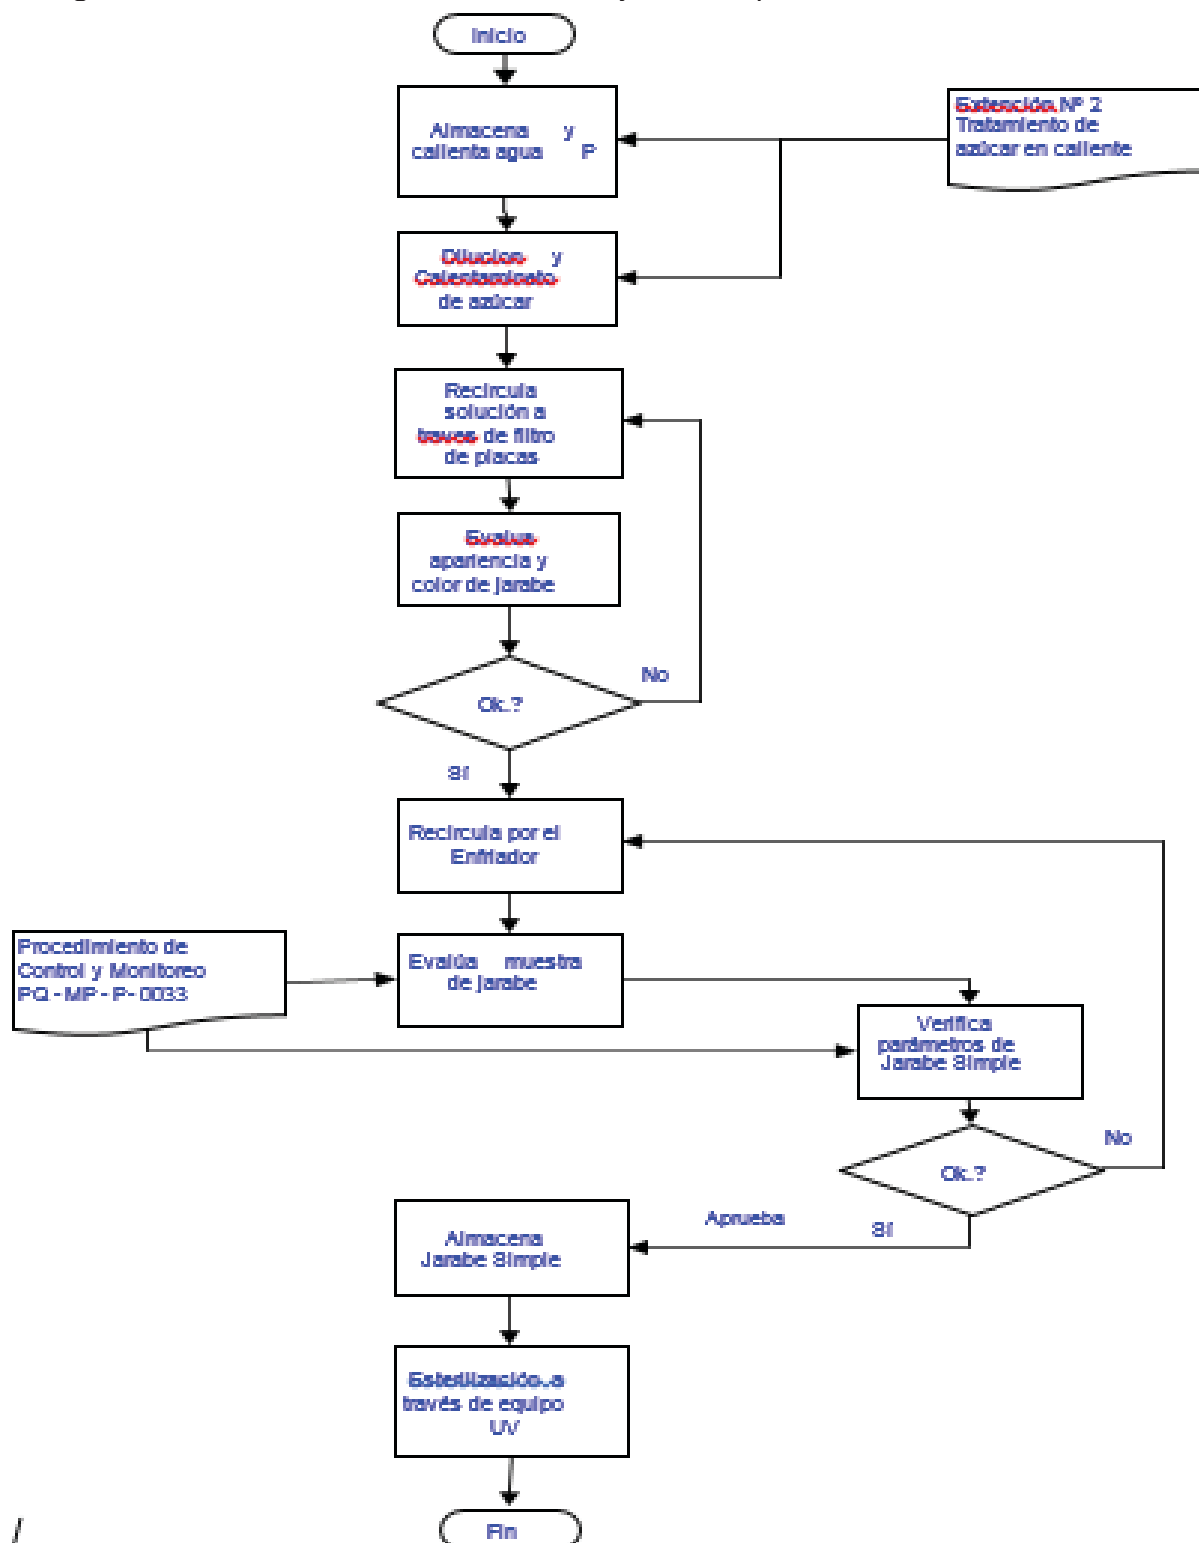 Inicio
Almacena y
calienta agua P
Extención Nº 2
Tratamiento de
azúcar en caliente
Dilucion y
Calentaminato
de azúcar
Recircula
solución a
traves de filtro
de placas
Evalua
apariencia y
color de jarabe
Ok.?
No
Sí
Recircula por el
Enfriador
Procedimiento de
Control y Monitoreo
PQ - MP - P- 0033
Evalúa muestra
de jarabe
Verifica
parámetros de
Jarabe Simple
Ok.?
No
Aprueba
Sí
Almacena
Jarabe Simple
Esterilización a
través de equipo
UV
Fin
/